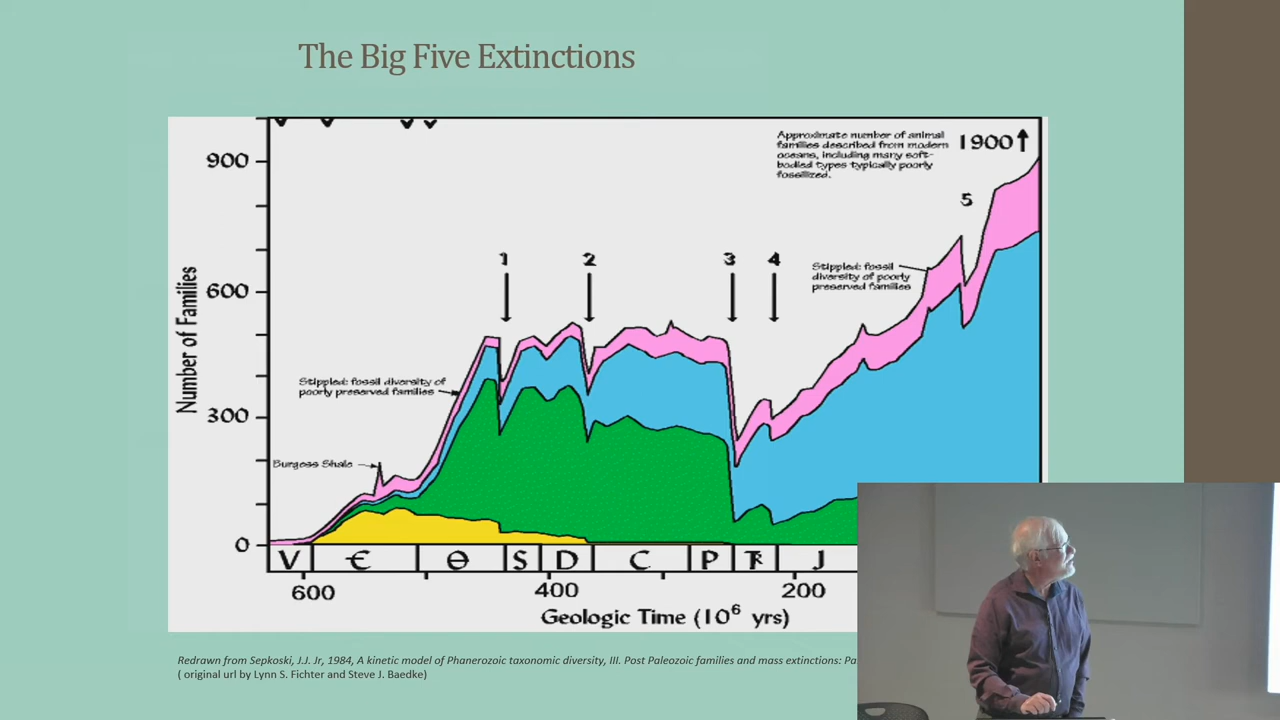 The Big Five Extinctions
Approximate number of animal
families described from modern
oceans, including many soft-
bodied types typically poorly
fossilized.
1900
900
5
1
2
3
4
Stippled: fossil
diversity of poorly
preserved families
600
Number of Families
Stippled: fossil diversity of
poorly preserved families
300
Burgess Shale
0
V Є O S D C P TR J
600
400
200
Geologic Time (10⁶ yrs)
Redrawn from Sepkoski, J.J. Jr, 1984, A kinetic model of Phanerozoic taxonomic diversity, III. Post Paleozoic families and mass extinctions: Pa
( original url by Lynn S. Fichter and Steve J. Baedke)